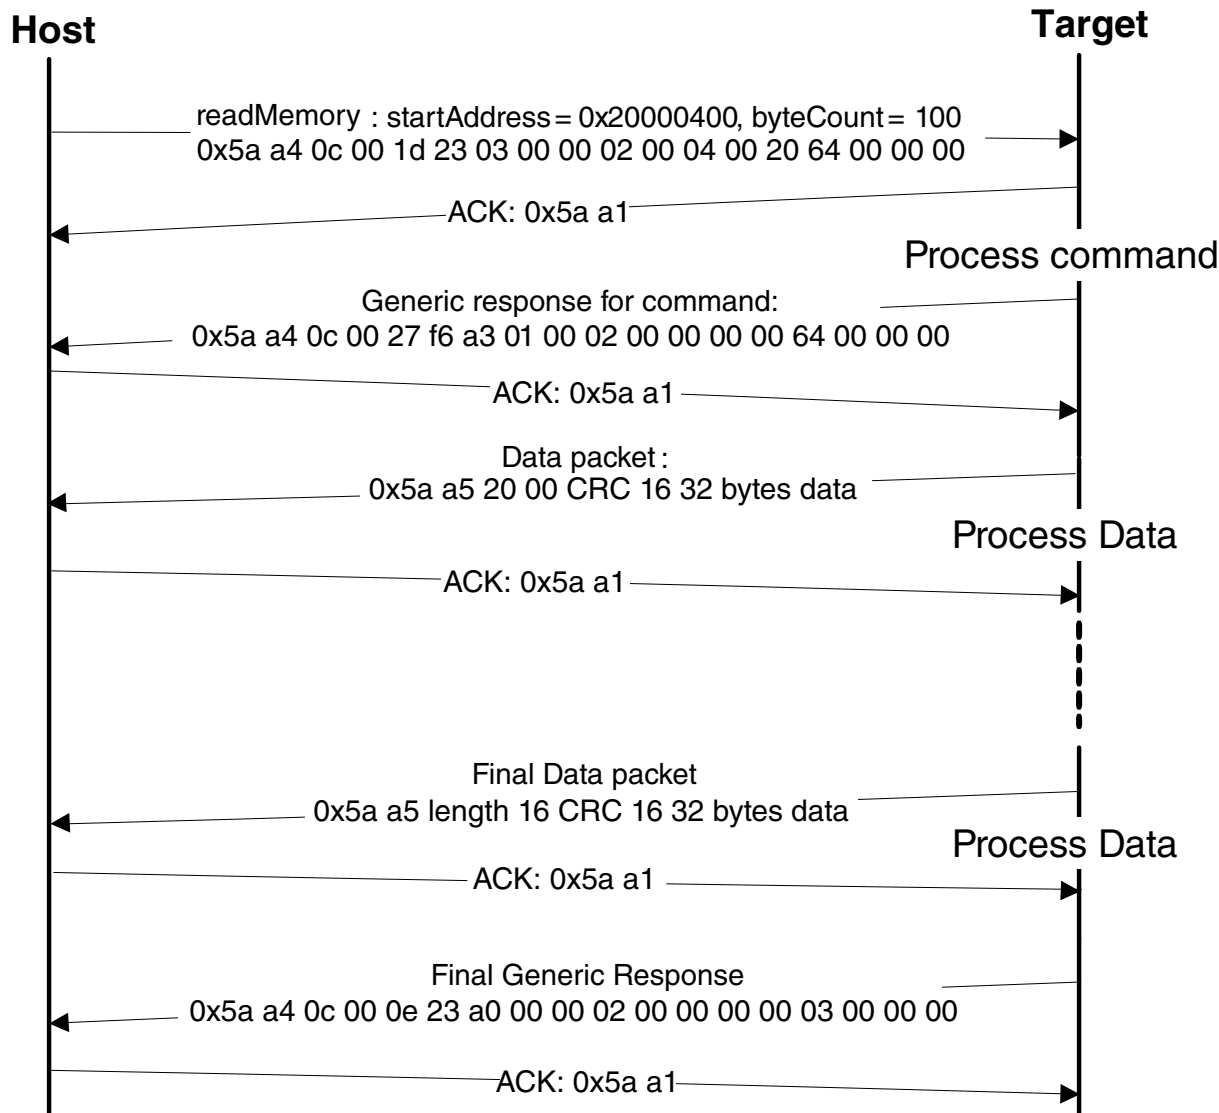 Host
Target
readMemory : startAddress = 0x20000400, byteCount = 100
0x5a a4 0c 00 1d 23 03 00 00 02 00 04 00 20 64 00 00 00
ACK: 0x5a a1
Process command
Generic response for command:
0x5a a4 0c 00 27 f6 a3 01 00 02 00 00 00 00 64 00 00 00
ACK: 0x5a a1
Data packet :
0x5a a5 20 00 CRC 16 32 bytes data
Process Data
ACK: 0x5a a1
Final Data packet
0x5a a5 length 16 CRC 16 32 bytes data
Process Data
ACK: 0x5a a1
Final Generic Response
0x5a a4 0c 00 0e 23 a0 00 00 02 00 00 00 00 03 00 00 00
ACK: 0x5a a1